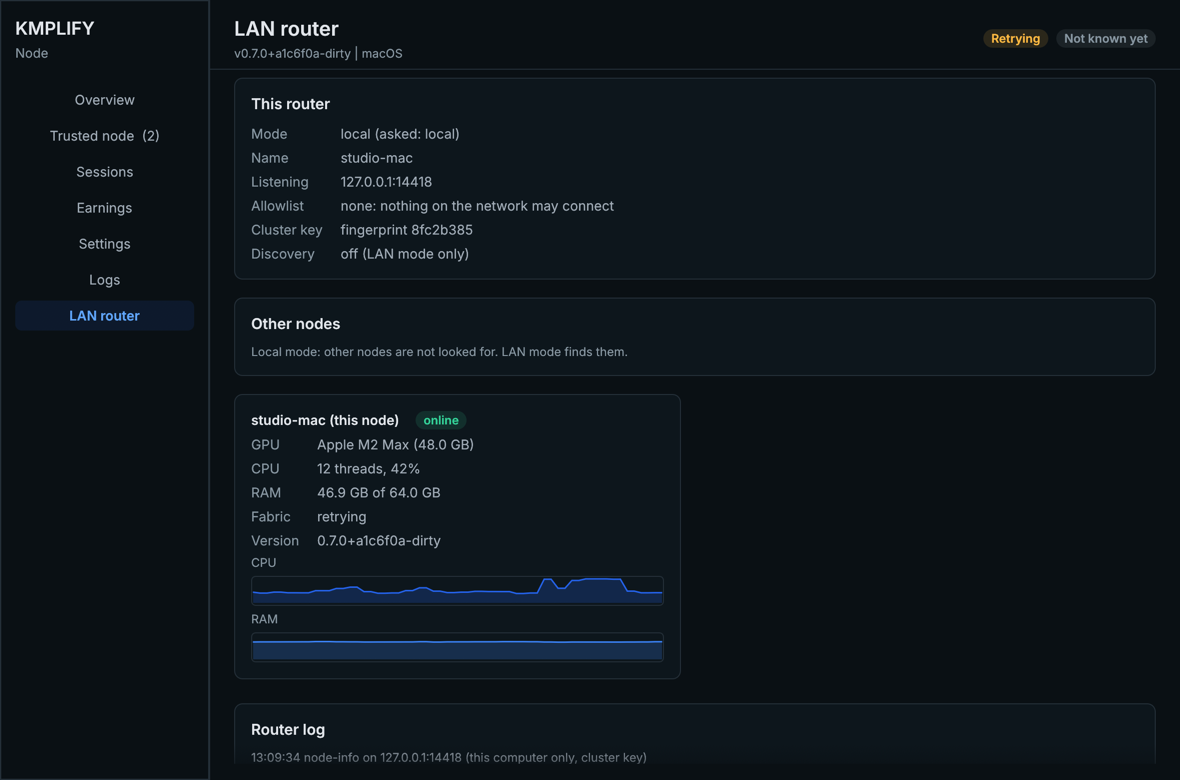 KMPLIFY
Node
Overview
Trusted node (2)
Sessions
Earnings
Settings
Logs
LAN router
LAN router
v0.7.0+a1c6f0a-dirty | macOS
Retrying
Not known yet
This router
Mode local (asked: local)
Name studio-mac
Listening 127.0.0.1:14418
Allowlist none: nothing on the network may connect
Cluster key fingerprint 8fc2b385
Discovery off (LAN mode only)
Other nodes
Local mode: other nodes are not looked for. LAN mode finds them.
studio-mac (this node) online
GPU Apple M2 Max (48.0 GB)
CPU 12 threads, 42%
RAM 46.9 GB of 64.0 GB
Fabric retrying
Version 0.7.0+a1c6f0a-dirty
CPU
RAM
Router log
13:09:34 node-info on 127.0.0.1:14418 (this computer only, cluster key)